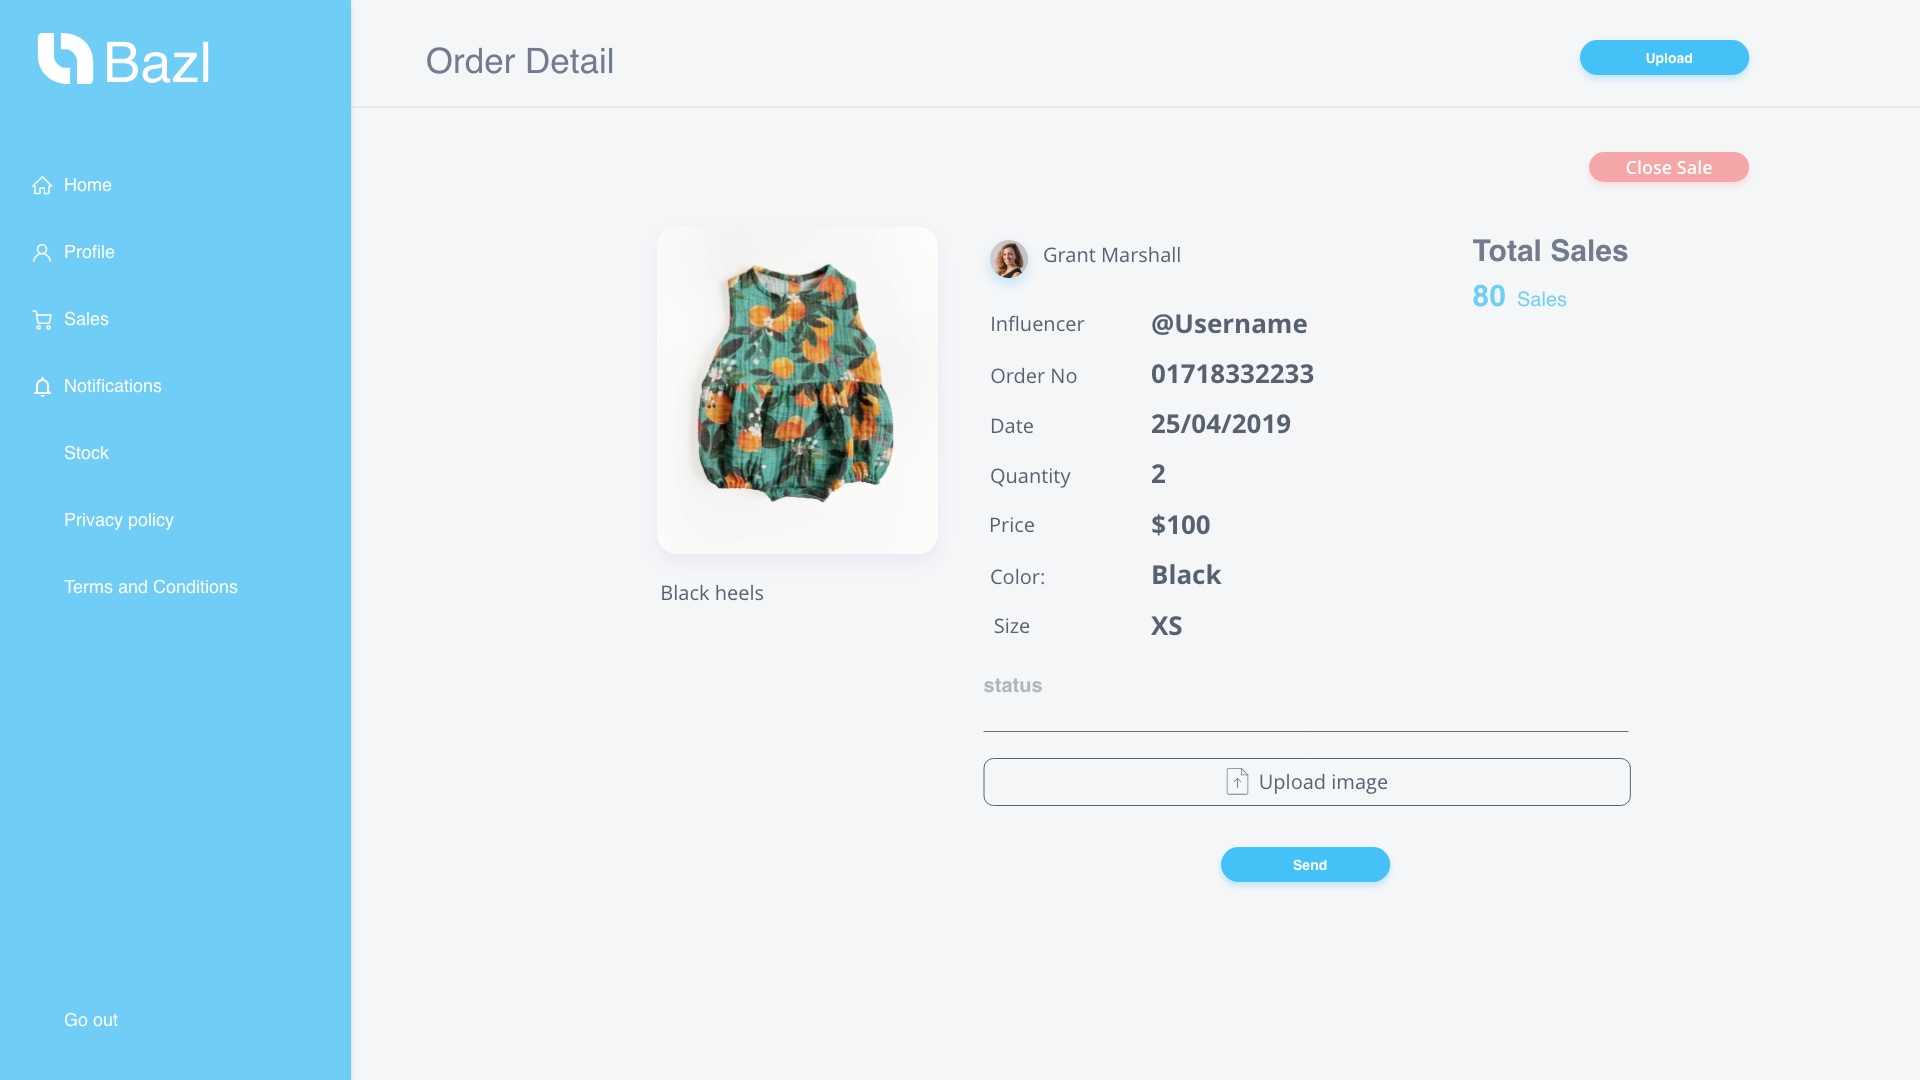 Bazl
Home
Profile
Sales
Notifications
Stock
Privacy policy
Terms and Conditions
Go out
Order Detail
Upload
Close Sale
Black heels
Grant Marshall
Influencer @Username
Order No 01718332233
Date 25/04/2019
Quantity 2
Price $100
Color: Black
Size XS
status
Upload image
Send
Total Sales
80 Sales